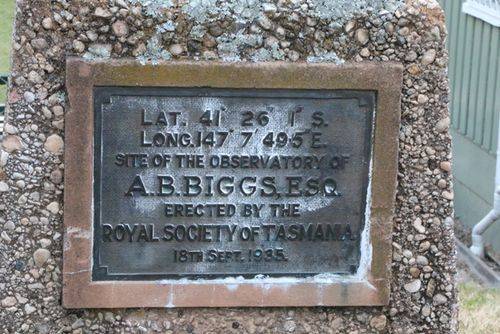 LAT. 41° 26' 1" S.
LONG. 147° 7' 49·5" E.
SITE OF THE OBSERVATORY OF
A.B. BIGGS, ESQ.
ERECTED BY THE
ROYAL SOCIETY OF TASMANIA.
18TH SEPT. 1935.